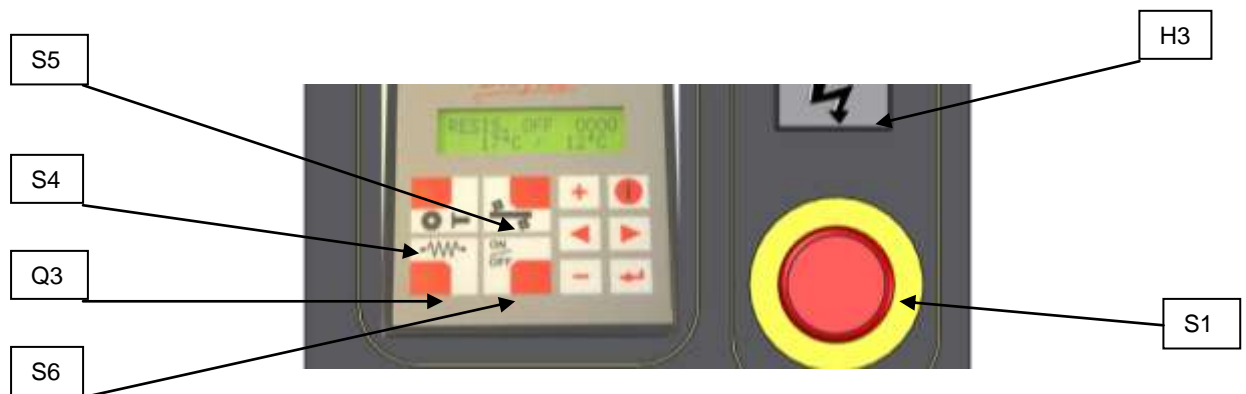 H3
S5
RESIS. OFF 0000
17°C / 12°C
S4
+
O I
ON
OFF
Q3
-
S1
S6